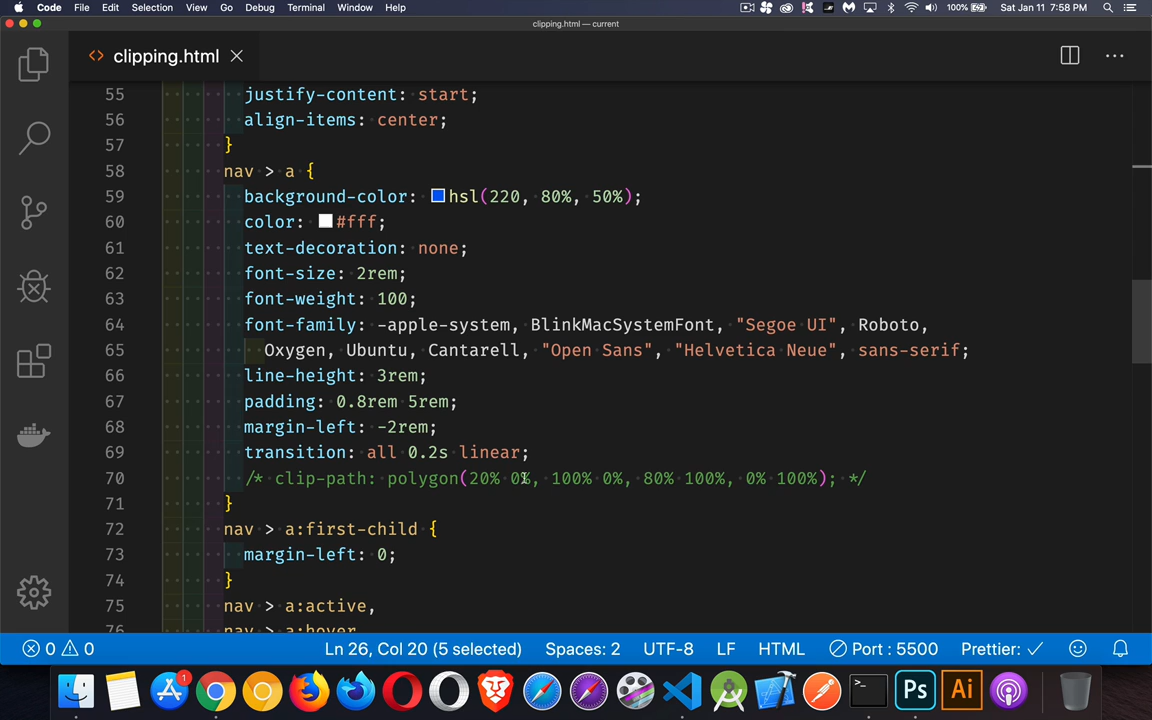 Code File Edit Selection View Go Debug Terminal Window Help 100% Sat Jan 11 7:58 PM
clipping.html — current
<> clipping.html
55 justify-content: start;
56 align-items: center;
57 }
58 nav > a {
59 background-color: hsl(220, 80%, 50%);
60 color: #fff;
61 text-decoration: none;
62 font-size: 2rem;
63 font-weight: 100;
64 font-family: -apple-system, BlinkMacSystemFont, "Segoe UI", Roboto,
65 Oxygen, Ubuntu, Cantarell, "Open Sans", "Helvetica Neue", sans-serif;
66 line-height: 3rem;
67 padding: 0.8rem 5rem;
68 margin-left: -2rem;
69 transition: all 0.2s linear;
70 /* clip-path: polygon(20% 0%, 100% 0%, 80% 100%, 0% 100%); */
71 }
72 nav > a:first-child {
73 margin-left: 0;
74 }
75 nav > a:active,
76 nav > a:hover
0 0 Ln 26, Col 20 (5 selected) Spaces: 2 UTF-8 LF HTML Port : 5500 Prettier: ✓
1 >_ Ps Ai